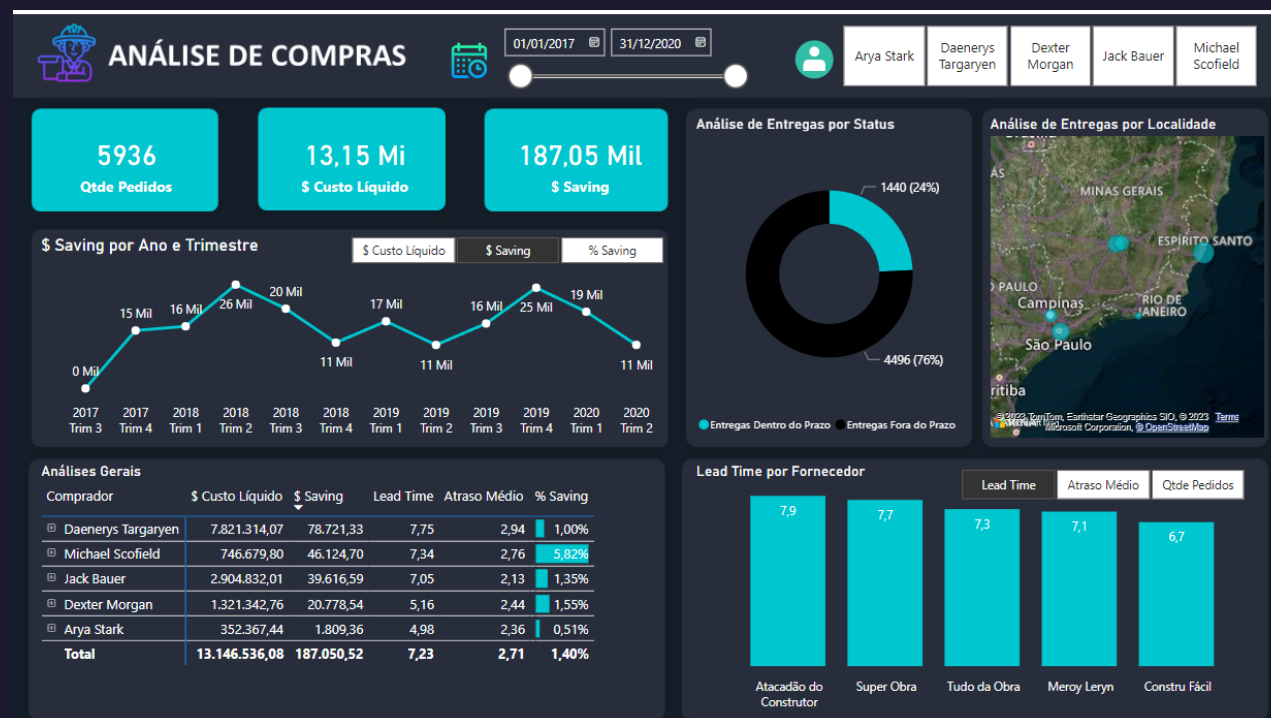 ANÁLISE DE COMPRAS
01/01/2017
31/12/2020
Arya Stark
Daenerys
Targaryen
Dexter
Morgan
Jack Bauer
Michael
Scofield
5936
Qtde Pedidos
13,15 Mi
$ Custo Líquido
187,05 Mil
$ Saving
$ Saving por Ano e Trimestre
$ Custo Líquido
$ Saving
% Saving
0 Mil
15 Mil
16 Mil
26 Mil
20 Mil
11 Mil
17 Mil
11 Mil
16 Mil
25 Mil
19 Mil
11 Mil
2017 2017 2018 2018 2018 2018 2019 2019 2019 2019 2020 2020
Trim 3 Trim 4 Trim 1 Trim 2 Trim 3 Trim 4 Trim 1 Trim 2 Trim 3 Trim 4 Trim 1 Trim 2
Análise de Entregas por Status
1440 (24%)
4496 (76%)
Entregas Dentro do Prazo Entregas Fora do Prazo
Análise de Entregas por Localidade
AS
MINAS GERAIS
ESPÍRITO SANTO
PAULO
Campinas
RIO DE
JANEIRO
São Paulo
ritiba
© 2023 TomTom, Earthstar Geographics SIO, © 2023 Terms
Microsoft Corporation, © OpenStreetMap
Análises Gerais
Comprador $ Custo Líquido $ Saving Lead Time Atraso Médio % Saving
Daenerys Targaryen 7.821.314,07 78.721,33 7,75 2,94 1,00%
Michael Scofield 746.679,80 46.124,70 7,34 2,76 5,82%
Jack Bauer 2.904.832,01 39.616,59 7,05 2,13 1,35%
Dexter Morgan 1.321.342,76 20.778,54 5,16 2,44 1,55%
Arya Stark 352.367,44 1.809,36 4,98 2,36 0,51%
Total 13.146.536,08 187.050,52 7,23 2,71 1,40%
Lead Time por Fornecedor
Lead Time
Atraso Médio
Qtde Pedidos
7,9
7,7
7,3
7,1
6,7
Atacadão do
Construtor
Super Obra
Tudo da Obra
Meroy Leryn
Constru Fácil